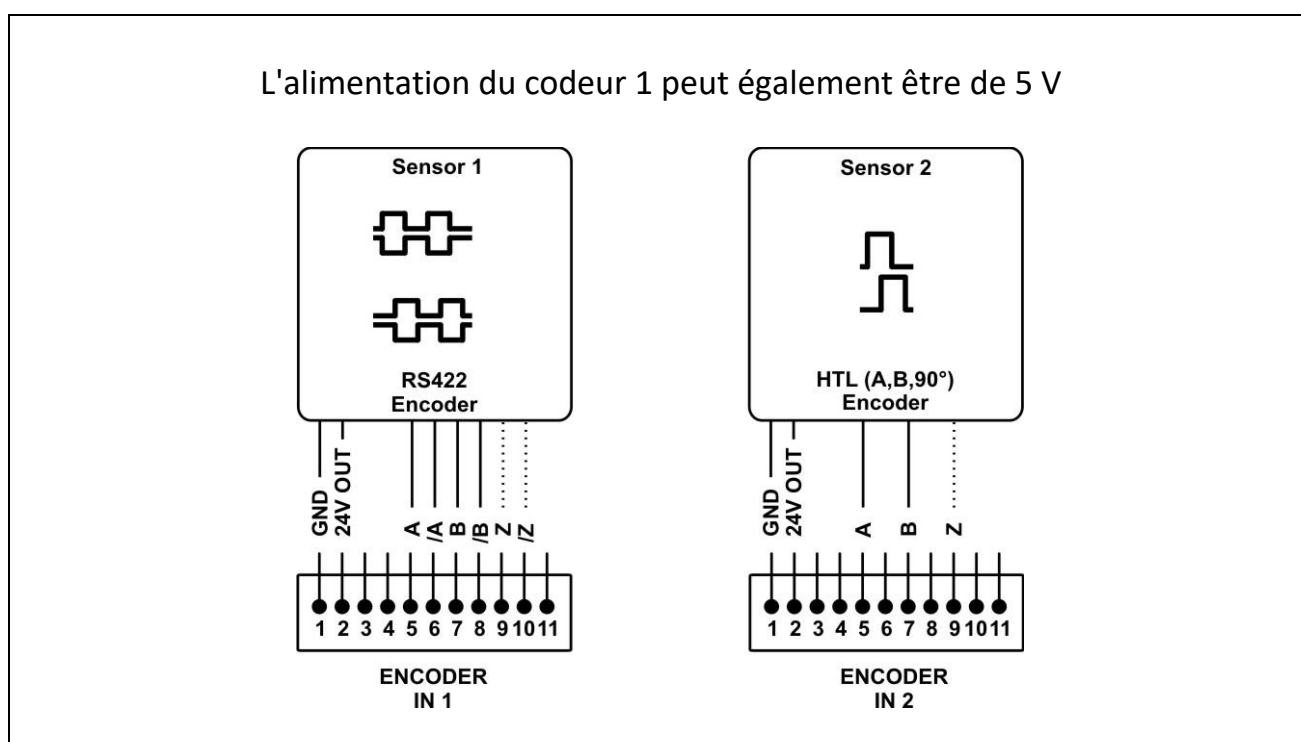 L'alimentation du codeur 1 peut également être de 5 V
Sensor 1
RS422
Encoder
GND
24V OUT
A
/A
B
/B
Z
/Z
1 2 3 4 5 6 7 8 9 10 11
ENCODER
IN 1
Sensor 2
HTL (A,B,90°)
Encoder
GND
24V OUT
A
B
Z
1 2 3 4 5 6 7 8 9 10 11
ENCODER
IN 2